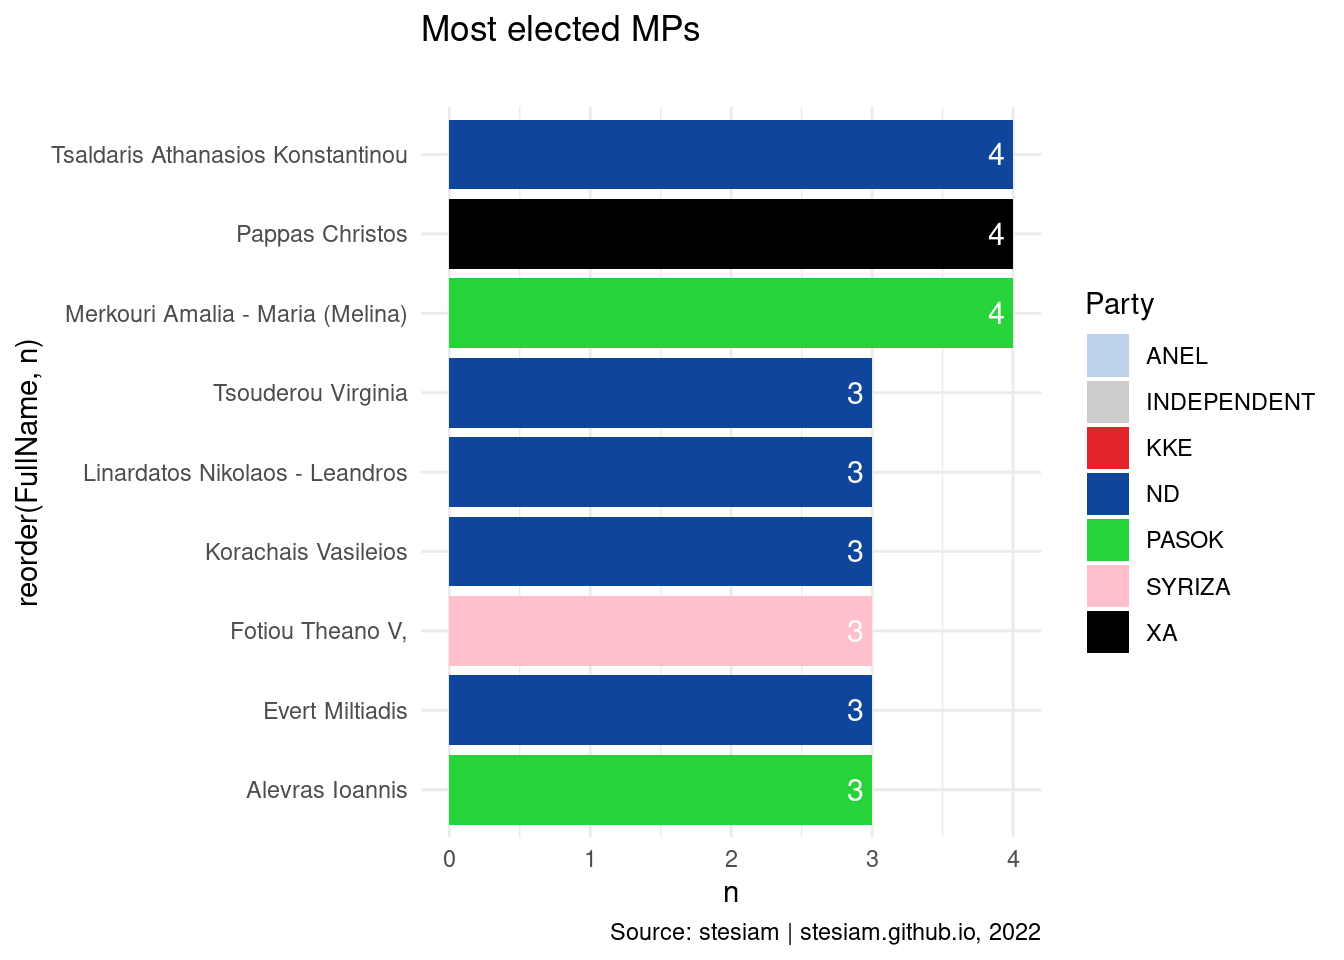 Most elected MPs
reorder(FullName, n)
Tsaldaris Athanasios Konstantinou 4
Pappas Christos 4
Merkouri Amalia - Maria (Melina) 4
Tsouderou Virginia 3
Linardatos Nikolaos - Leandros 3
Korachais Vasileios 3
Fotiou Theano V, 3
Evert Miltiadis 3
Alevras Ioannis 3
0 1 2 3 4
n
Party
ANEL
INDEPENDENT
KKE
ND
PASOK
SYRIZA
XA
Source: stesiam | stesiam.github.io, 2022